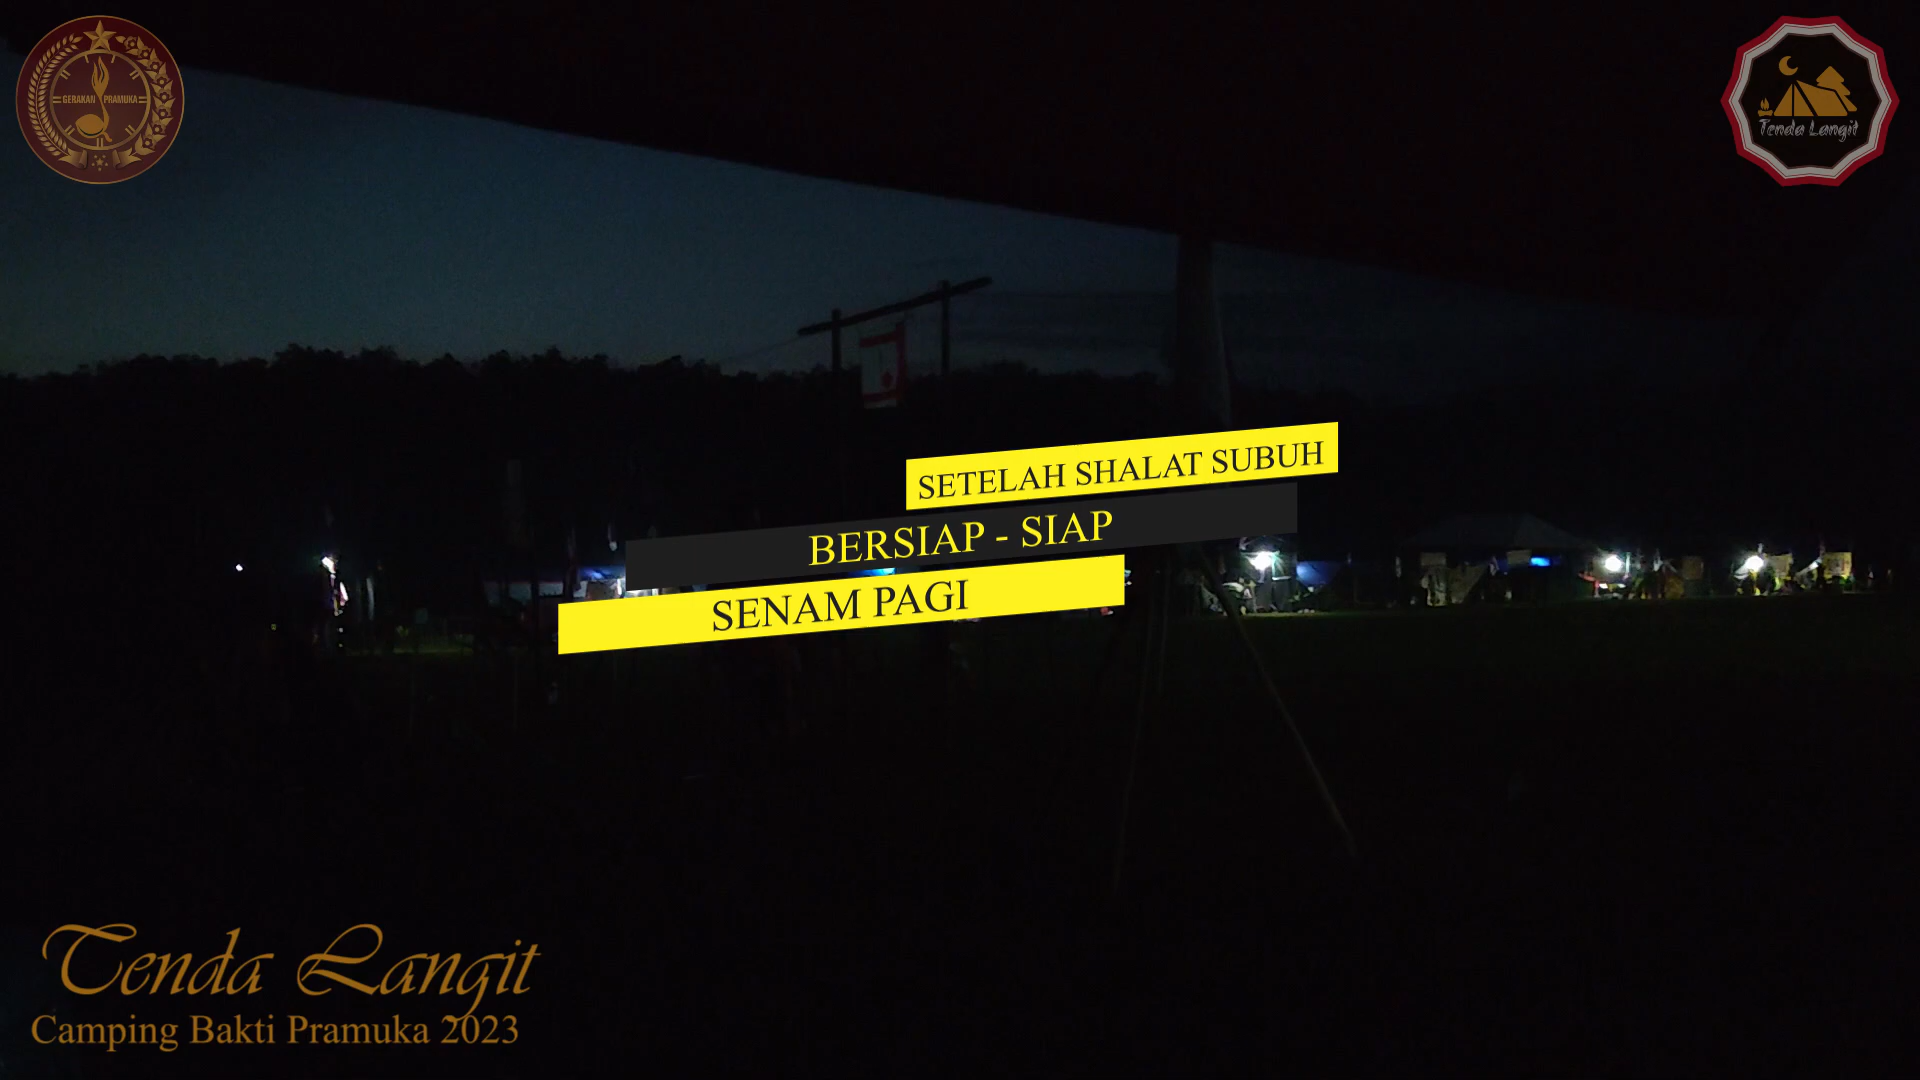 GERAKAN PRAMUKA
Tenda Langit
SETELAH SHALAT SUBUH
BERSIAP - SIAP
SENAM PAGI
Tenda Langit
Camping Bakti Pramuka 2023